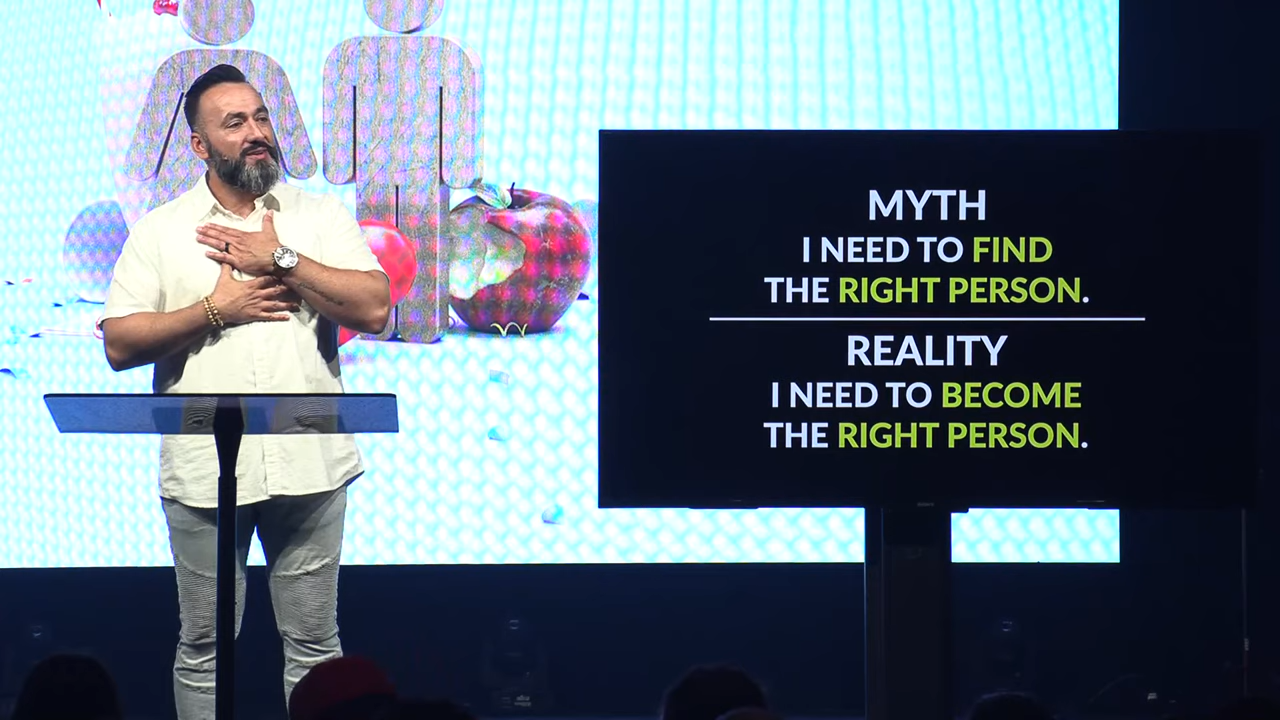 MYTH
I NEED TO FIND
THE RIGHT PERSON.
REALITY
I NEED TO BECOME
THE RIGHT PERSON.